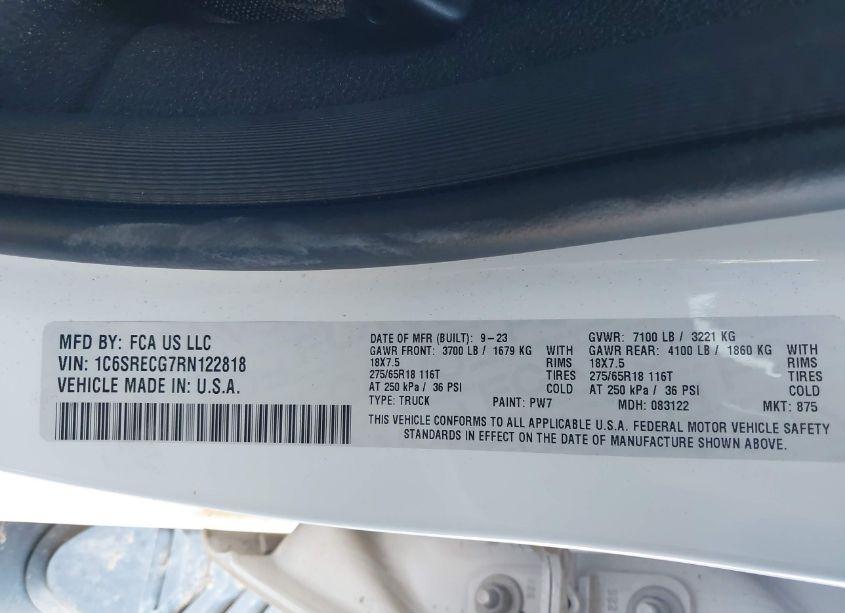 MFD BY: FCA US LLC
VIN: 1C6SRECG7RN122818
VEHICLE MADE IN: U.S.A.
DATE OF MFR (BUILT): 9-23 GVWR: 7100 LB / 3221 KG
GAWR FRONT: 3700 LB / 1679 KG WITH GAWR REAR: 4100 LB / 1860 KG WITH
18X7.5 RIMS 18X7.5 RIMS
275/65R18 116T TIRES 275/65R18 116T TIRES
AT 250 kPa / 36 PSI COLD AT 250 kPa / 36 PSI COLD
TYPE: TRUCK PAINT: PW7 MDH: 083122 MKT: 875
THIS VEHICLE CONFORMS TO ALL APPLICABLE U.S.A. FEDERAL MOTOR VEHICLE SAFETY
STANDARDS IN EFFECT ON THE DATE OF MANUFACTURE SHOWN ABOVE.